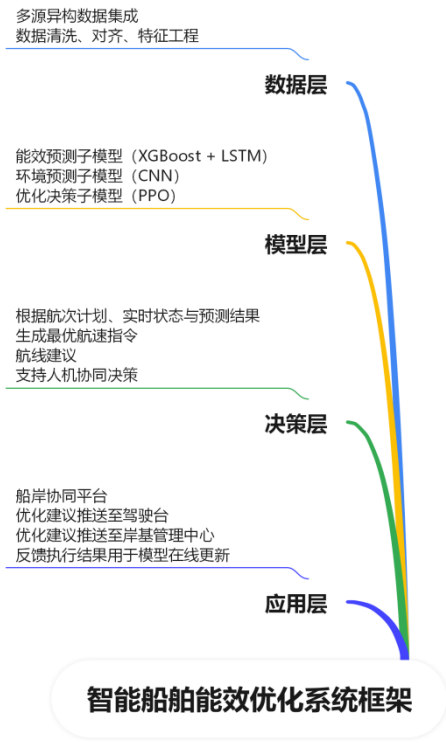 多源异构数据集成
数据清洗、对齐、特征工程
数据层
能效预测子模型（XGBoost + LSTM）
环境预测子模型（CNN）
优化决策子模型（PPO）
模型层
根据航次计划、实时状态与预测结果
生成最优航速指令
航线建议
支持人机协同决策
决策层
船岸协同平台
优化建议推送至驾驶台
优化建议推送至岸基管理中心
反馈执行结果用于模型在线更新
应用层
智能船舶能效优化系统框架